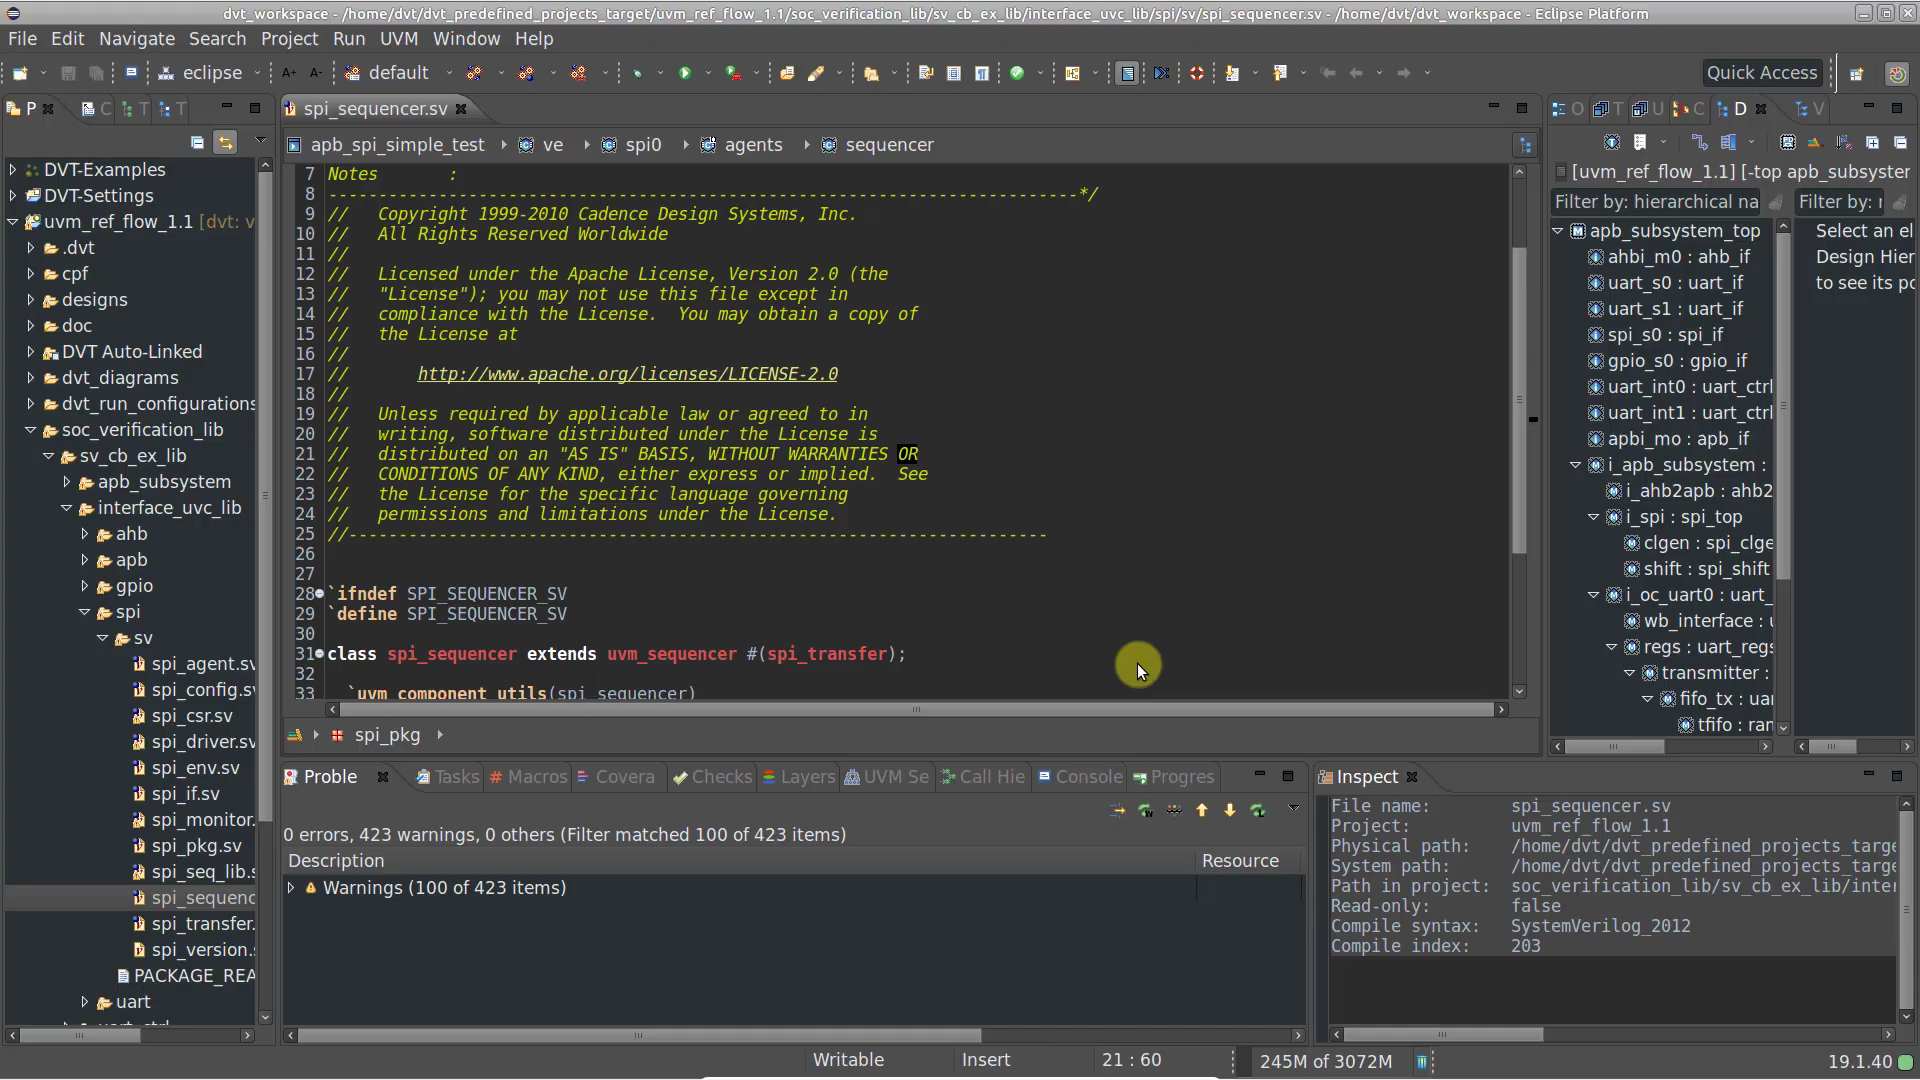 dvt_workspace - /home/dvt/dvt_predefined_projects_target/uvm_ref_flow_1.1/soc_verification_lib/sv_cb_ex_lib/interface_uvc_lib/spi/sv/spi_sequencer.sv - /home/dvt/dvt_workspace - Eclipse Platform
File Edit Navigate Search Project Run UVM Window Help
eclipse A+ A- default Quick Access
P C T T
DVT-Examples
DVT-Settings
uvm_ref_flow_1.1 [dvt: v
.dvt
cpf
designs
doc
DVT Auto-Linked
dvt_diagrams
dvt_run_configurations
soc_verification_lib
sv_cb_ex_lib
apb_subsystem
interface_uvc_lib
ahb
apb
gpio
spi
sv
spi_agent.sv
spi_config.sv
spi_csr.sv
spi_driver.sv
spi_env.sv
spi_if.sv
spi_monitor.
spi_pkg.sv
spi_seq_lib.s
spi_sequenc
spi_transfer.
spi_version.s
PACKAGE_REA
uart
spi_sequencer.sv
apb_spi_simple_test ve spi0 agents sequencer
7 Notes :
8 ---------------------------------------------------------------------------*/
9 // Copyright 1999-2010 Cadence Design Systems, Inc.
10 // All Rights Reserved Worldwide
11 //
12 // Licensed under the Apache License, Version 2.0 (the
13 // "License"); you may not use this file except in
14 // compliance with the License. You may obtain a copy of
15 // the License at
16 //
17 // http://www.apache.org/licenses/LICENSE-2.0
18 //
19 // Unless required by applicable law or agreed to in
20 // writing, software distributed under the License is
21 // distributed on an "AS IS" BASIS, WITHOUT WARRANTIES OR
22 // CONDITIONS OF ANY KIND, either express or implied. See
23 // the License for the specific language governing
24 // permissions and limitations under the License.
25 //----------------------------------------------------------------------
26
27
28 `ifndef SPI_SEQUENCER_SV
29 `define SPI_SEQUENCER_SV
30
31 class spi_sequencer extends uvm_sequencer #(spi_transfer);
32
33 `uvm_component_utils(spi_sequencer)
spi_pkg
O T U C D V
[uvm_ref_flow_1.1] [-top apb_subsyster
Filter by: hierarchical na
Filter by: r
apb_subsystem_top
ahbi_m0 : ahb_if
uart_s0 : uart_if
uart_s1 : uart_if
spi_s0 : spi_if
gpio_s0 : gpio_if
uart_int0 : uart_ctrl
uart_int1 : uart_ctrl
apbi_mo : apb_if
i_apb_subsystem :
i_ahb2apb : ahb2
i_spi : spi_top
clgen : spi_clge
shift : spi_shift
i_oc_uart0 : uart_
wb_interface : u
regs : uart_regs
transmitter :
fifo_tx : uar
tfifo : ran
Select an el
Design Hier
to see its po
Proble Tasks Macros Covera Checks Layers UVM Se Call Hie Console Progres
0 errors, 423 warnings, 0 others (Filter matched 100 of 423 items)
Description Resource
Warnings (100 of 423 items)
Inspect
File name: spi_sequencer.sv
Project: uvm_ref_flow_1.1
Physical path: /home/dvt/dvt_predefined_projects_targe
System path: /home/dvt/dvt_predefined_projects_targe
Path in project: soc_verification_lib/sv_cb_ex_lib/inter
Read-only: false
Compile syntax: SystemVerilog_2012
Compile index: 203
Writable Insert 21 : 60 245M of 3072M 19.1.40